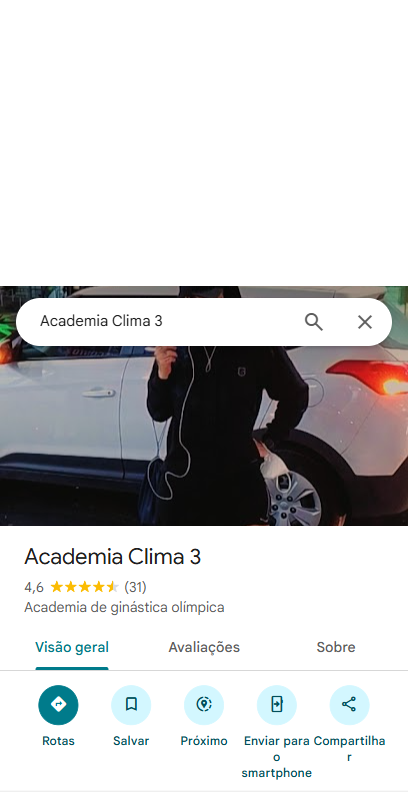 Academia Clima 3
Academia Clima 3
4,6 (31)
Academia de ginástica olímpica
Visão geral Avaliações Sobre
Rotas Salvar Próximo Enviar para o smartphone Compartilhar